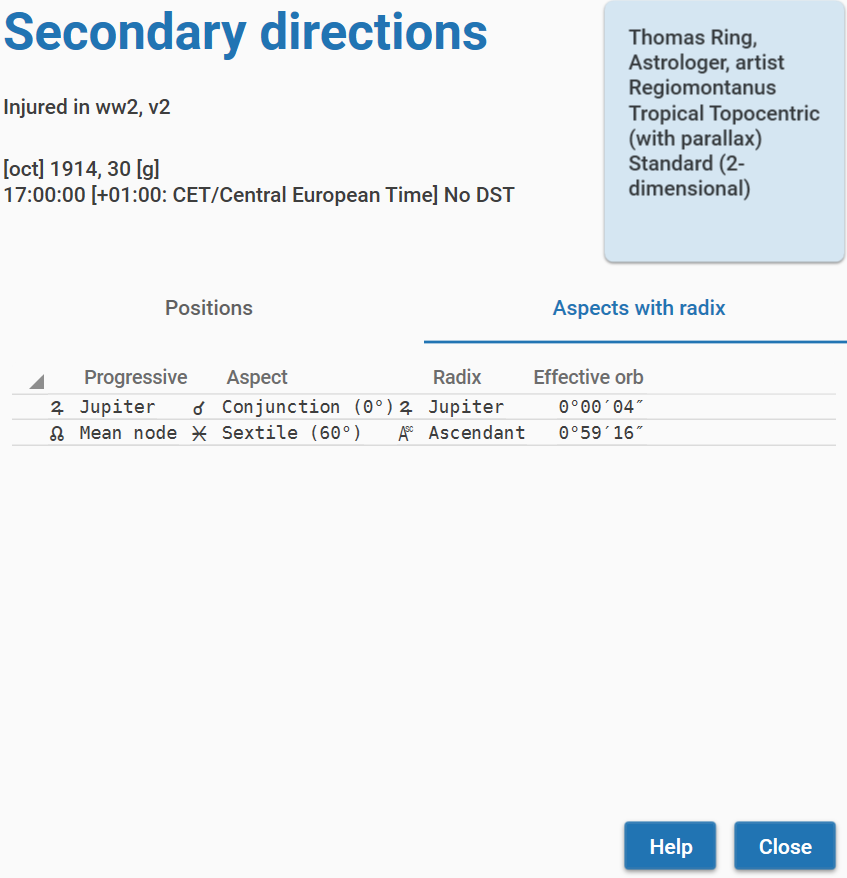 Secondary directions
Thomas Ring,
Astrologer, artist
Regiomontanus
Tropical Topocentric
(with parallax)
Standard (2-
dimensional)
Injured in ww2, v2
[oct] 1914, 30 [g]
17:00:00 [+01:00: CET/Central European Time] No DST
Positions Aspects with radix
Progressive Aspect Radix Effective orb
♃ Jupiter ☌ Conjunction (0°) ♃ Jupiter 0°00′04″
☊ Mean node ⚹ Sextile (60°) Asc Ascendant 0°59′16″
Help Close